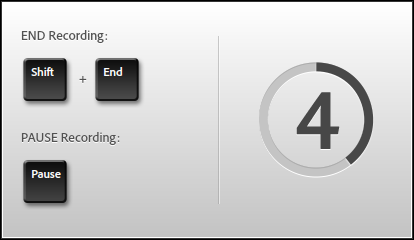 END Recording:
Shift + End
PAUSE Recording:
Pause
4